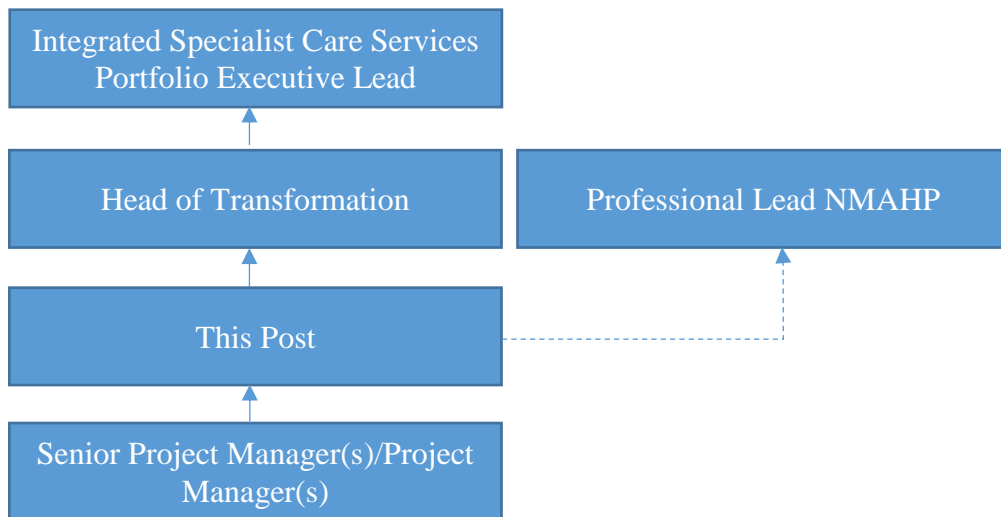 Integrated Specialist Care Services
Portfolio Executive Lead
Head of Transformation
Professional Lead NMAHP
This Post
Senior Project Manager(s)/Project
Manager(s)